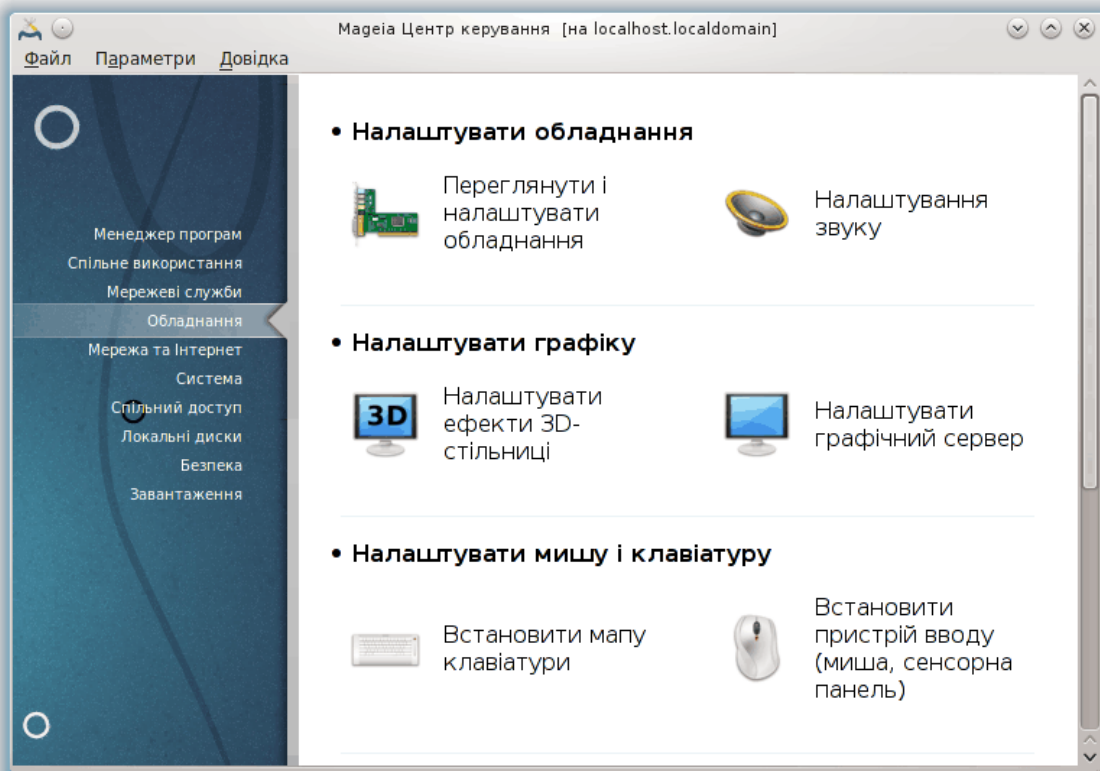 Mageia Центр керування [на localhost.localdomain]
Файл Параметри Довідка
Менеджер програм
Спільне використання
Мережеві служби
Обладнання
Мережа та Інтернет
Система
Спільний доступ
Локальні диски
Безпека
Завантаження
• Налаштувати обладнання
Переглянути і
налаштувати
обладнання
Налаштування
звуку
• Налаштувати графіку
3D
Налаштувати
ефекти 3D-
стільниці
Налаштувати
графічний сервер
• Налаштувати мишу і клавіатуру
Встановити мапу
клавіатури
Встановити
пристрій вводу
(миша, сенсорна
панель)